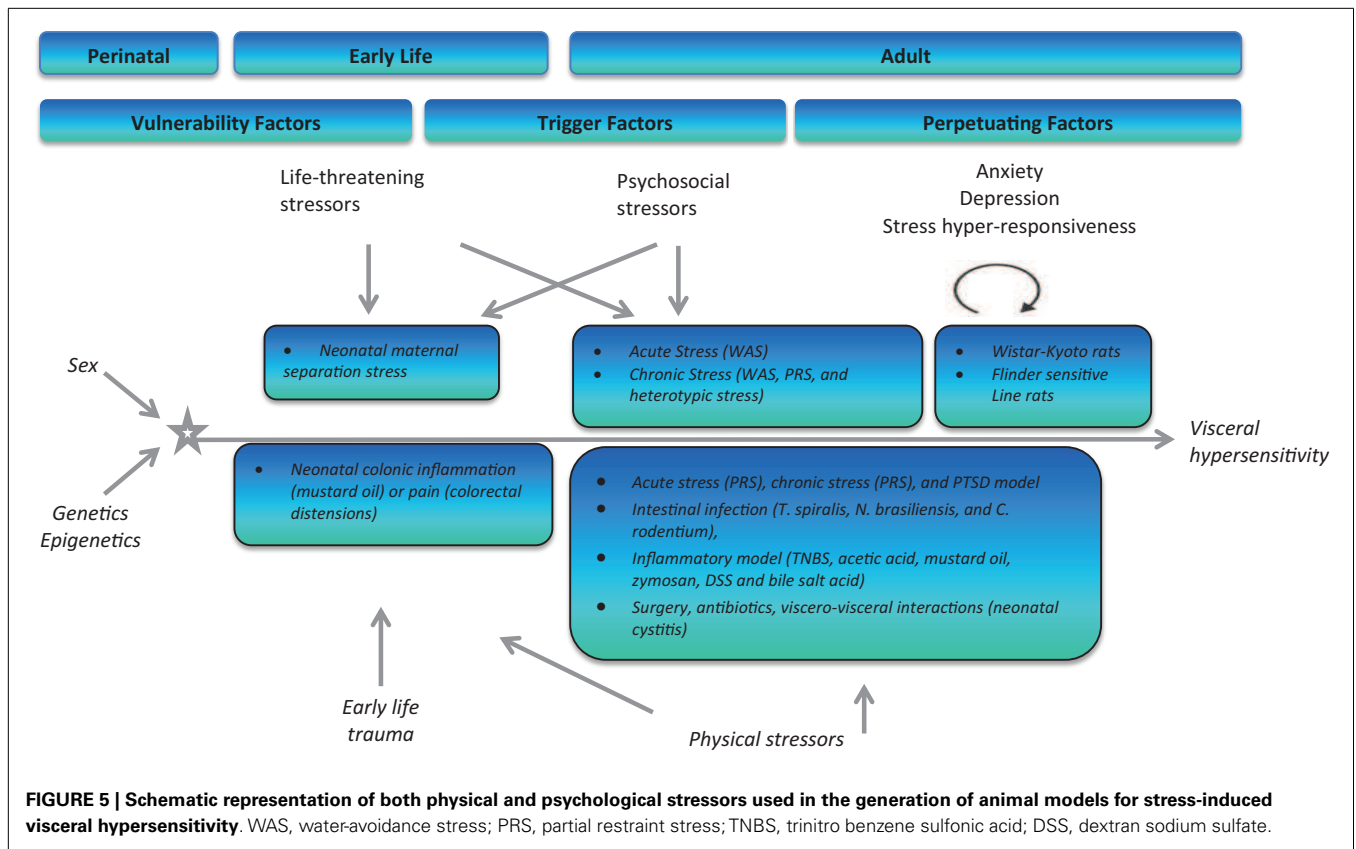 Perinatal
Early Life
Adult
Vulnerability Factors
Trigger Factors
Perpetuating Factors
Life-threatening
stressors
Psychosocial
stressors
Anxiety
Depression
Stress hyper-responsiveness
• Neonatal maternal
separation stress
• Acute Stress (WAS)
• Chronic Stress (WAS, PRS, and
heterotypic stress)
• Wistar-Kyoto rats
• Flinder sensitive
Line rats
Sex
Genetics
Epigenetics
Visceral
hypersensitivity
• Neonatal colonic inflammation
(mustard oil) or pain (colorectal
distensions)
• Acute stress (PRS), chronic stress (PRS), and PTSD model
• Intestinal infection (T. spiralis, N. brasiliensis, and C.
rodentium),
• Inflammatory model (TNBS, acetic acid, mustard oil,
zymosan, DSS and bile salt acid)
• Surgery, antibiotics, viscero-visceral interactions (neonatal
cystitis)
Early life
trauma
Physical stressors
FIGURE 5 | Schematic representation of both physical and psychological stressors used in the generation of animal models for stress-induced
visceral hypersensitivity. WAS, water-avoidance stress; PRS, partial restraint stress; TNBS, trinitro benzene sulfonic acid; DSS, dextran sodium sulfate.